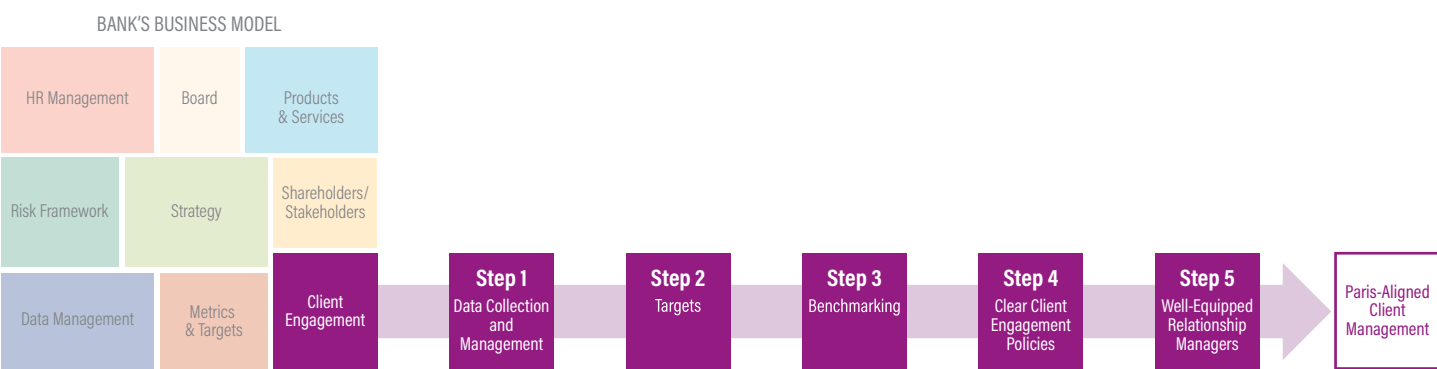 BANK'S BUSINESS MODEL
HR Management
Board
Products
& Services
Risk Framework
Strategy
Shareholders/
Stakeholders
Data Management
Metrics
& Targets
Client
Engagement
Step 1
Data Collection
and
Management
Step 2
Targets
Step 3
Benchmarking
Step 4
Clear Client
Engagement
Policies
Step 5
Well-Equipped
Relationship
Managers
Paris-Aligned
Client
Management